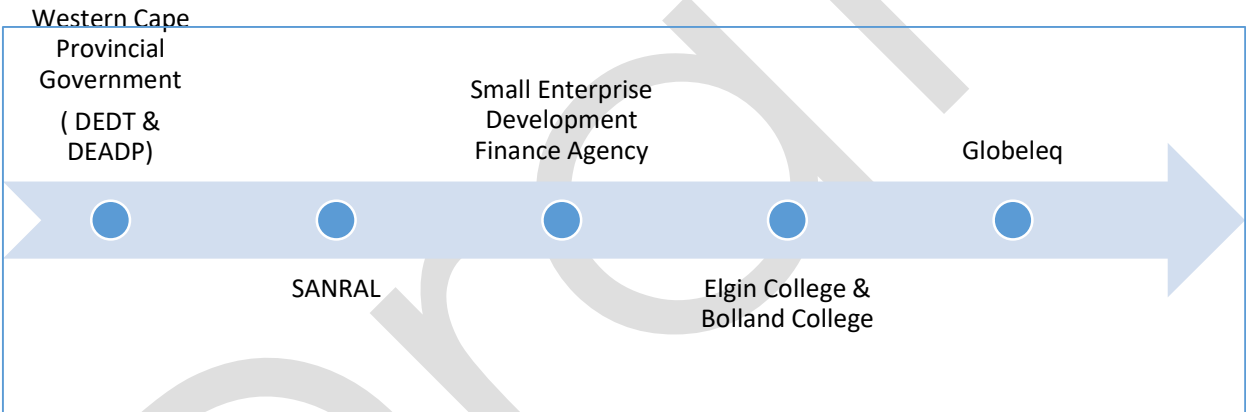 Western Cape
Provincial
Government
( DEDT &
DEADP)
SANRAL
Small Enterprise
Development
Finance Agency
Elgin College &
Bolland College
Globeleq